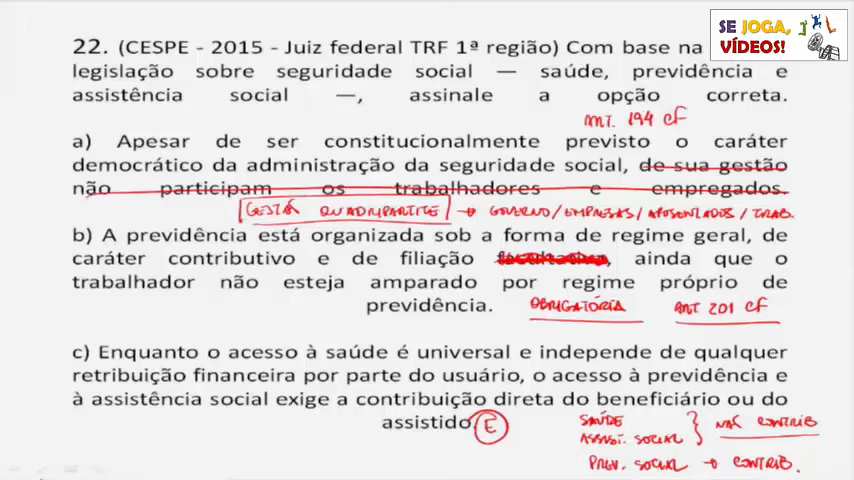 SE JOGA,
VÍDEOS!
22. (CESPE - 2015 - Juiz federal TRF 1ª região) Com base na
legislação sobre seguridade social — saúde, previdência e
assistência social —, assinale a opção correta.
ART. 194 CF
a) Apesar de ser constitucionalmente previsto o caráter
democrático da administração da seguridade social, de sua gestão
não participam os trabalhadores e empregados.
GESTÃO QUADRIPARTITE → GOVERNO/EMPRESAS/APOSENTADOS/TRAB.
b) A previdência está organizada sob a forma de regime geral, de
caráter contributivo e de filiação facultativa, ainda que o
trabalhador não esteja amparado por regime próprio de
previdência. OBRIGATÓRIA ART 201 CF
c) Enquanto o acesso à saúde é universal e independe de qualquer
retribuição financeira por parte do usuário, o acesso à previdência e
à assistência social exige a contribuição direta do beneficiário ou do
assistido. E
SAÚDE
ASSIST. SOCIAL } NÃO CONTRIB
PREV. SOCIAL → CONTRIB.